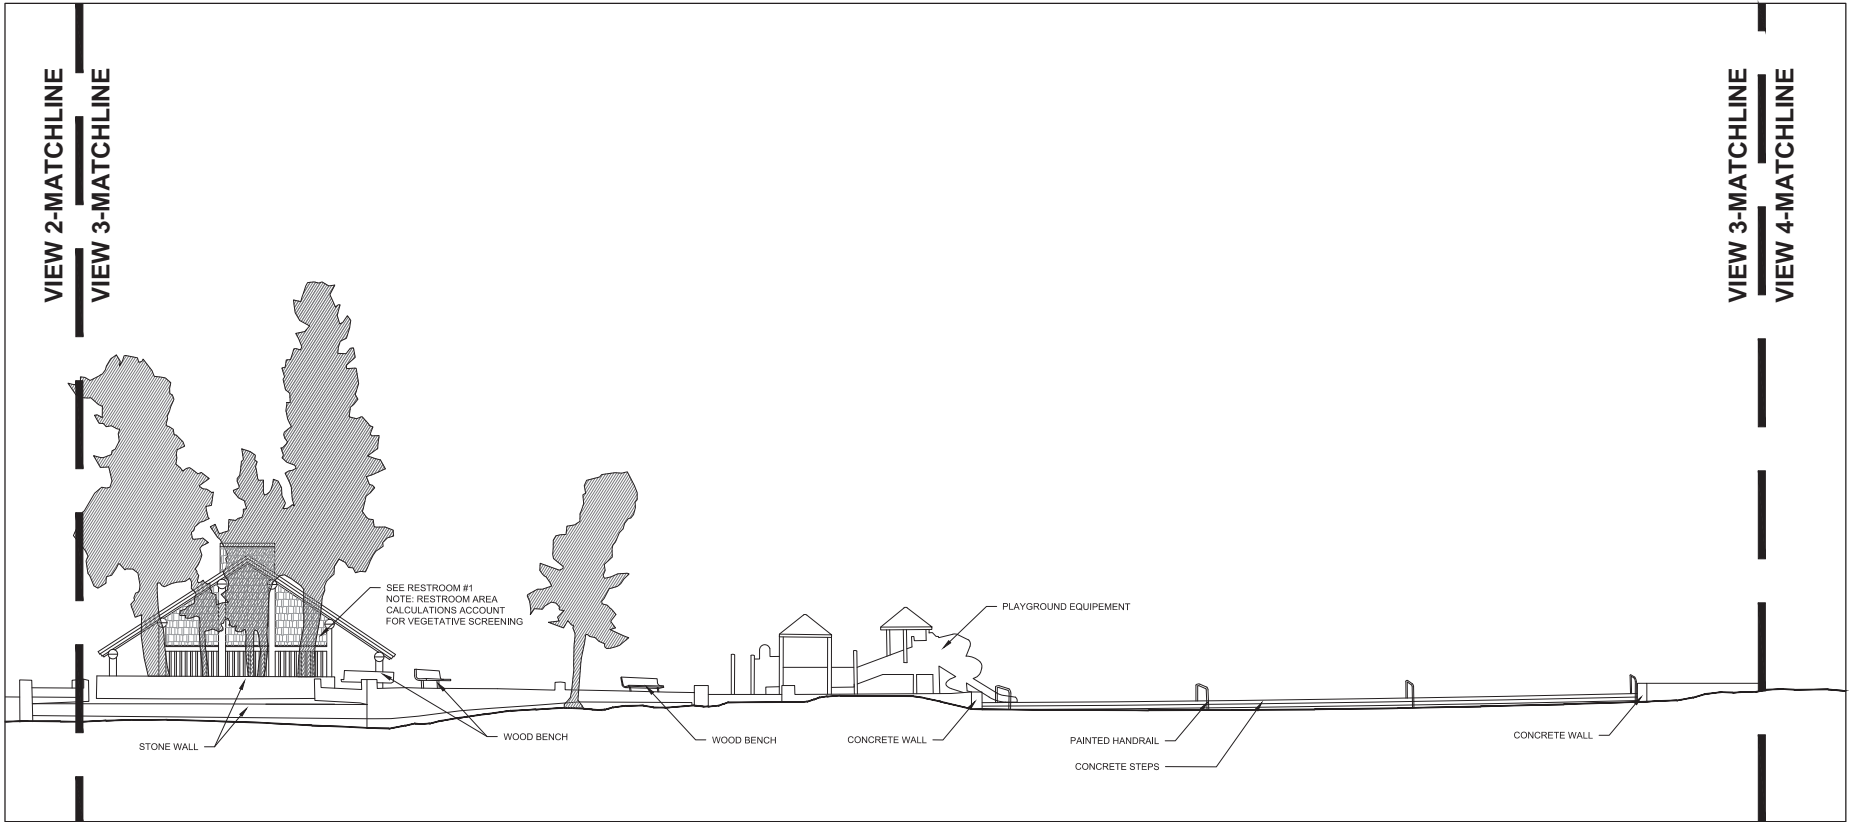 VIEW 2-MATCHLINE
VIEW 3-MATCHLINE
VIEW 3-MATCHLINE
VIEW 4-MATCHLINE
SEE RESTROOM #1
NOTE: RESTROOM AREA
CALCULATIONS ACCOUNT
FOR VEGETATIVE SCREENING
PLAYGROUND EQUIPEMENT
STONE WALL
WOOD BENCH
WOOD BENCH
CONCRETE WALL
PAINTED HANDRAIL
CONCRETE STEPS
CONCRETE WALL